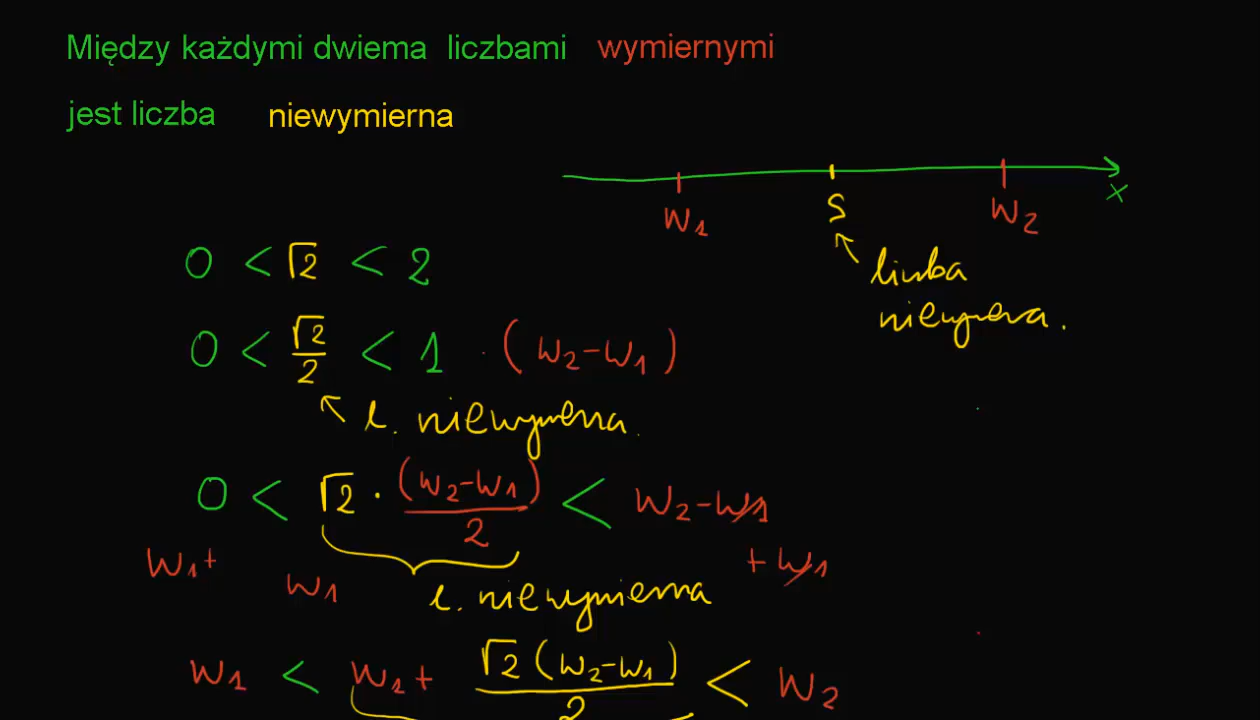 Między każdymi dwiema liczbami wymiernymi
jest liczba niewymierna
W1 S W2 x
liczba
niewymierna.
0 < √2 < 2
0 < √2/2 < 1 · (W2-W1)
l. niewymierna.
0 < √2 · (W2-W1)/2 < W2-W1
W1+ W1 +W1
l. niewymierna
W1 < W1+ √2(W2-W1)/2 < W2